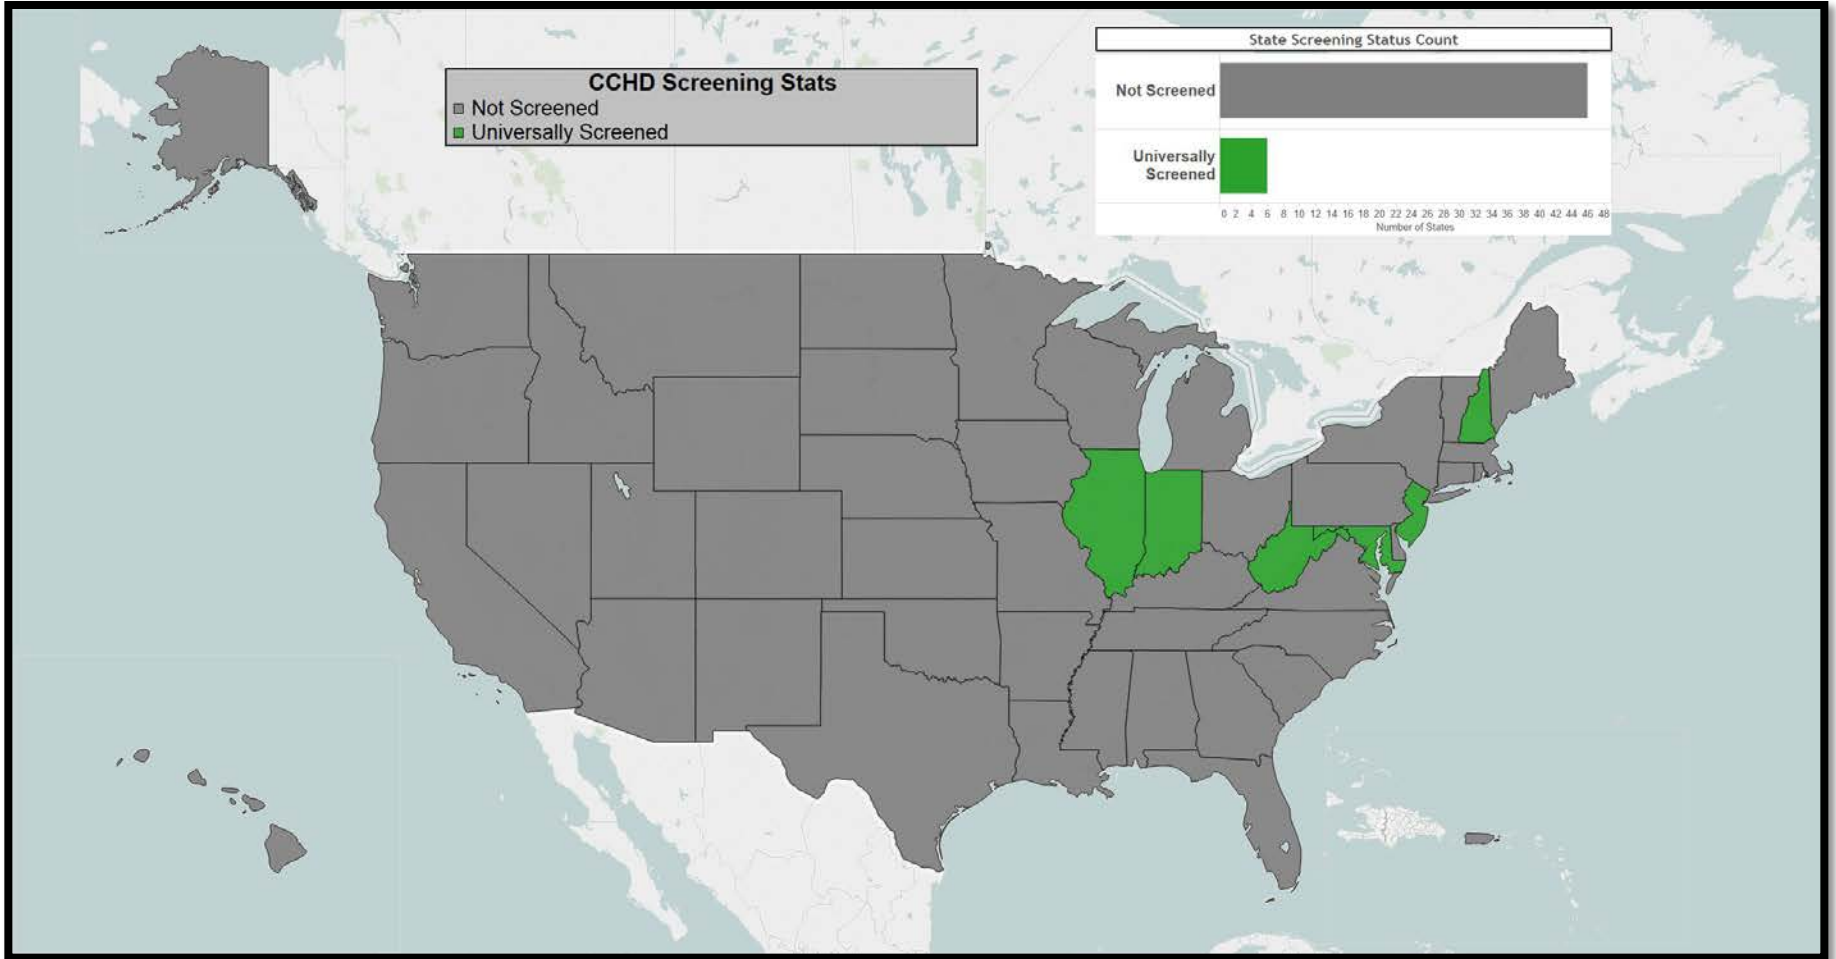 CCHD Screening Stats
Not Screened
Universally Screened
State Screening Status Count
Not Screened
Universally
Screened
0 2 4 6 8 10 12 14 16 18 20 22 24 26 28 30 32 34 36 38 40 42 44 46 48
Number of States